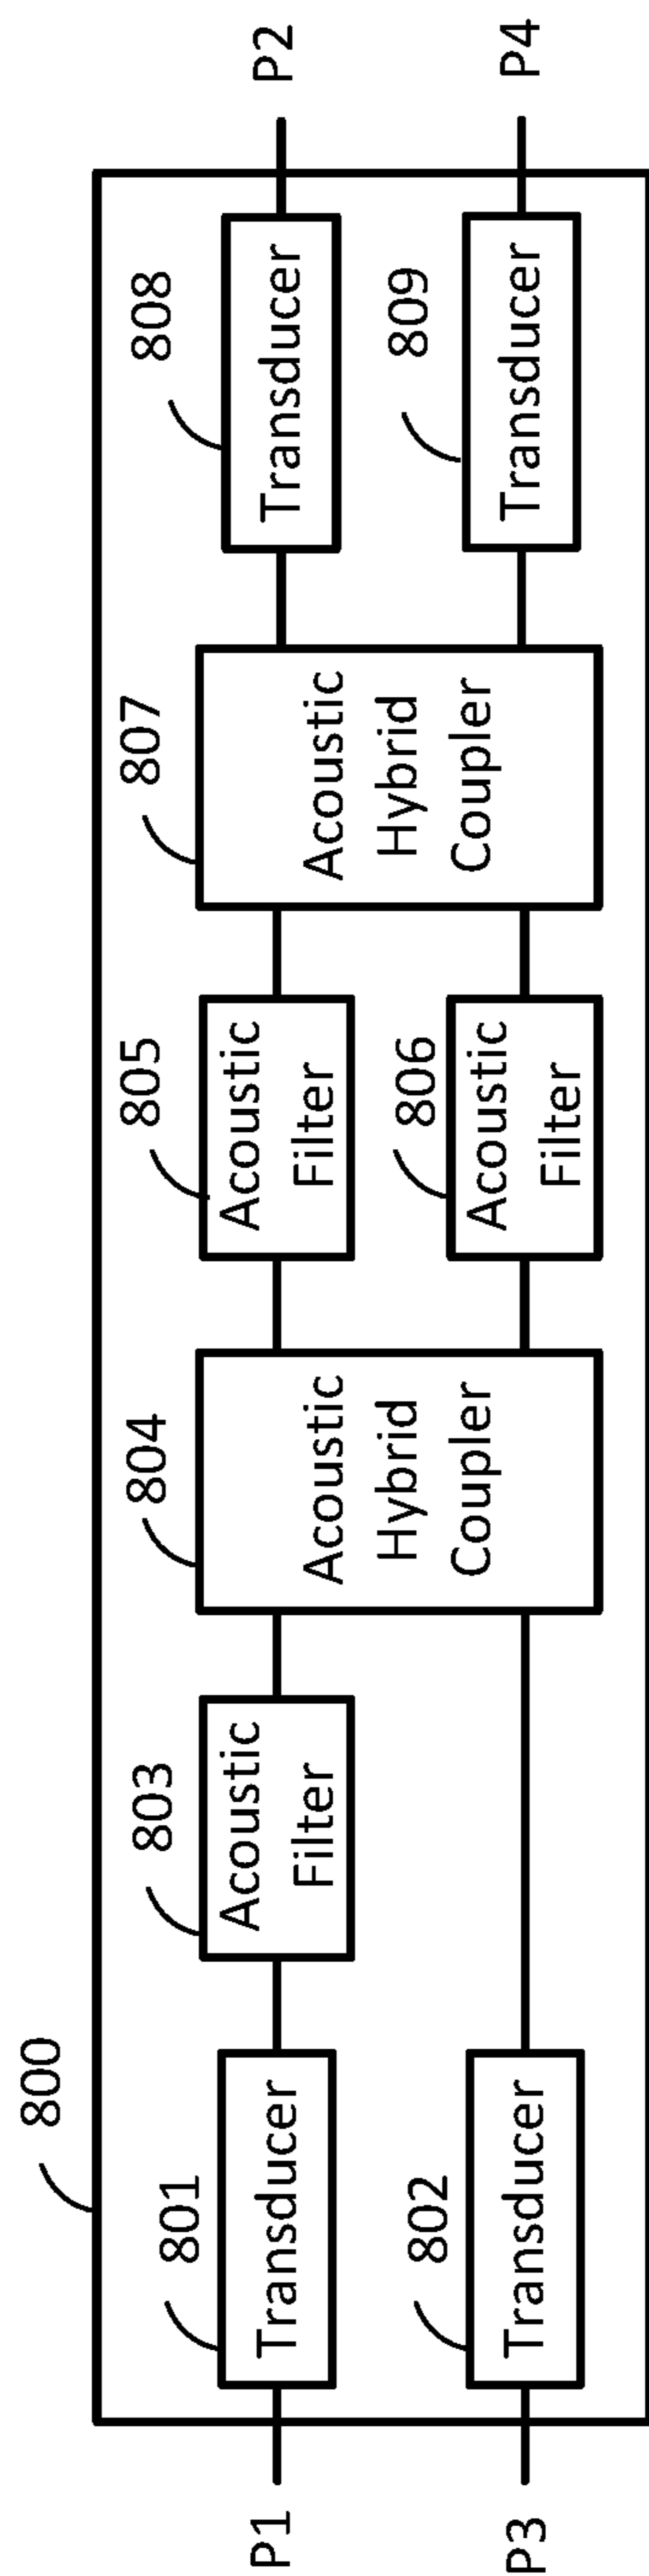 800
P1
801
Transducer
P3
802
Transducer
803
Acoustic
Filter
804
Acoustic
Hybrid
Coupler
805
Acoustic
Filter
806
Acoustic
Filter
807
Acoustic
Hybrid
Coupler
808
Transducer
P2
809
Transducer
P4